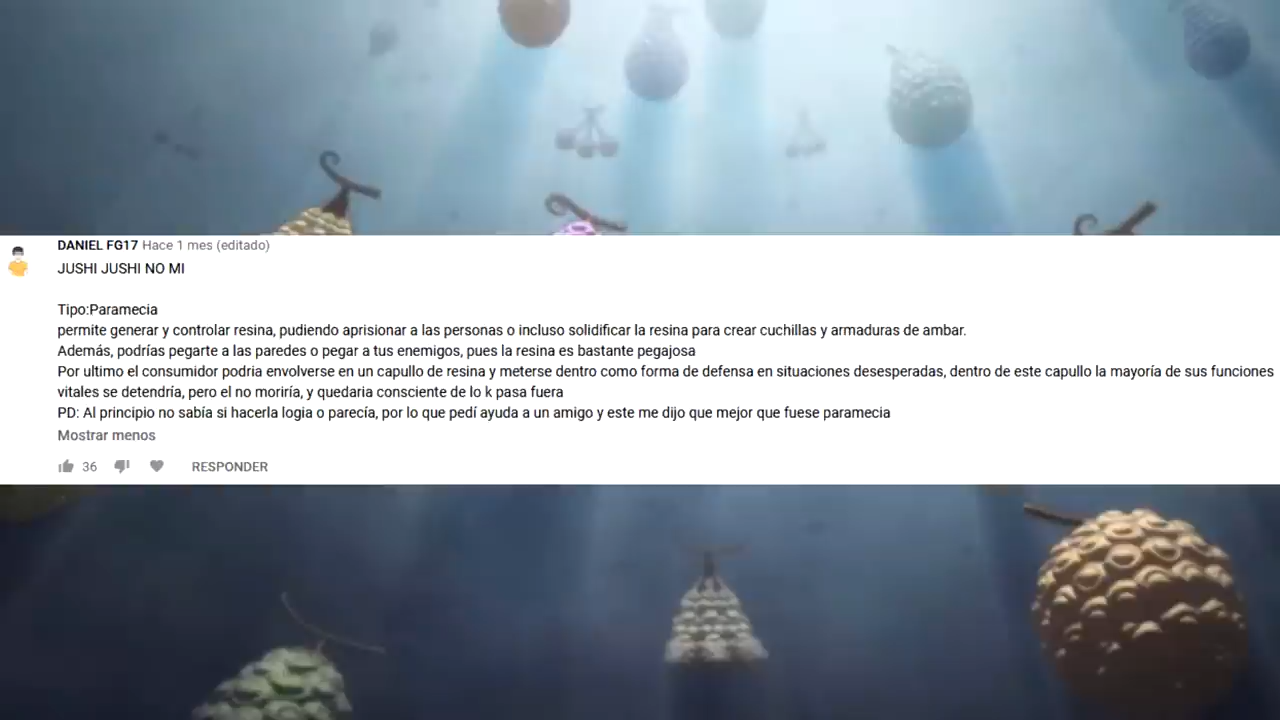 DANIEL FG17 Hace 1 mes (editado)
JUSHI JUSHI NO MI
Tipo:Paramecia
permite generar y controlar resina, pudiendo aprisionar a las personas o incluso solidificar la resina para crear cuchillas y armaduras de ambar.
Además, podrías pegarte a las paredes o pegar a tus enemigos, pues la resina es bastante pegajosa
Por ultimo el consumidor podria envolverse en un capullo de resina y meterse dentro como forma de defensa en situaciones desesperadas, dentro de este capullo la mayoría de sus funciones
vitales se detendría, pero el no moriría, y quedaria consciente de lo k pasa fuera
PD: Al principio no sabía si hacerla logia o parecía, por lo que pedí ayuda a un amigo y este me dijo que mejor que fuese paramecia
Mostrar menos
36 RESPONDER